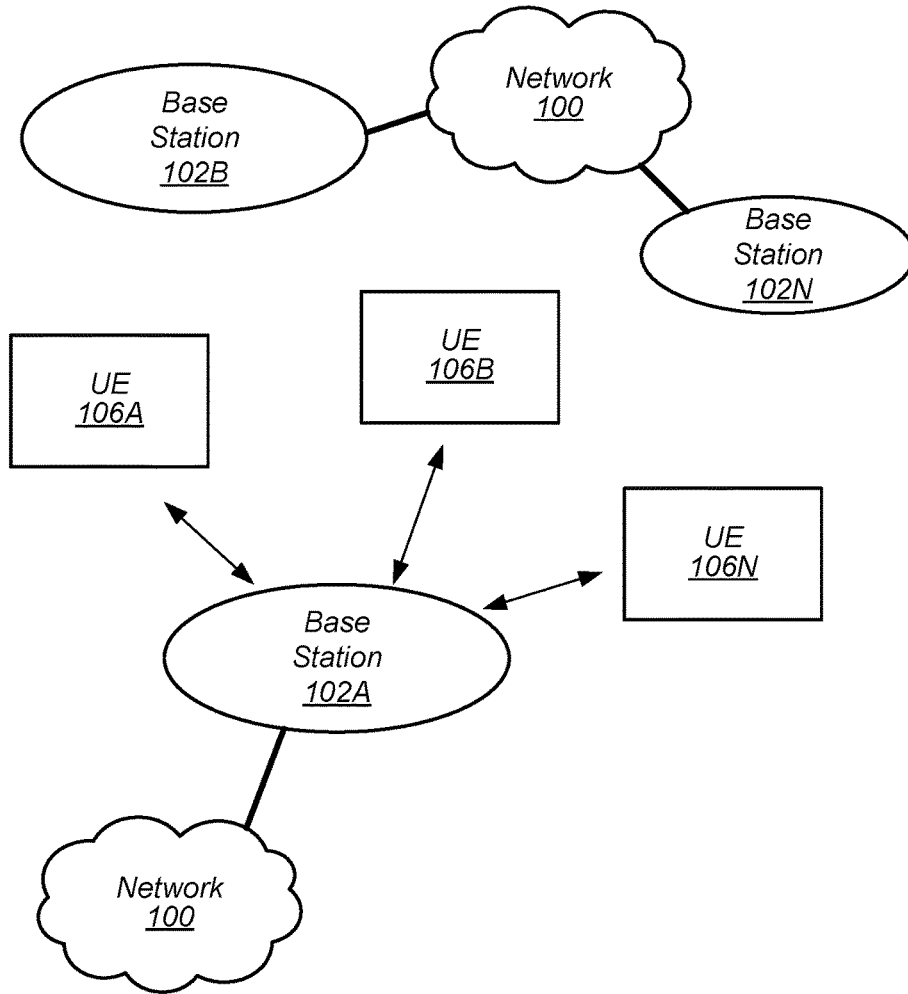 Network
100
Base
Station
102B
Base
Station
102N
UE
106B
UE
106A
UE
106N
Base
Station
102A
Network
100